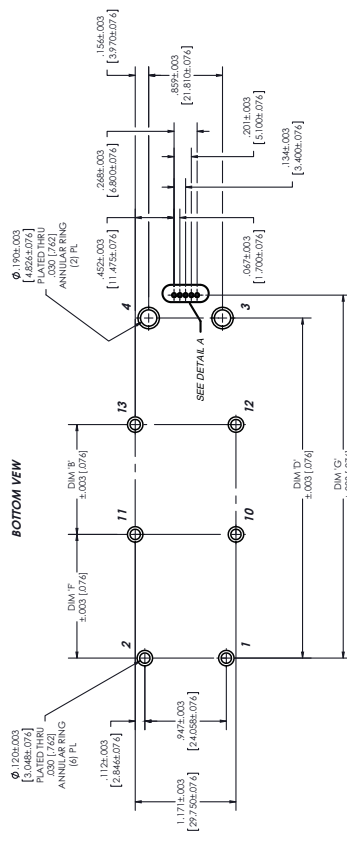 BOTTOM VIEW
Ø.120±.003
[3.048±.076]
PLATED THRU
.030 [.762]
ANNULAR RING
(6) PL
DIM 'F'
±.003 [.076]
DIM 'B'
±.003 [.076]
Ø.190±.003
[4.826±.076]
PLATED THRU
.030 [.762]
ANNULAR RING
(2) PL
.452±.003
[11.475±.076]
.268±.003
[6.800±.076]
.156±.003
[3.970±.076]
.859±.003
[21.810±.076]
.201±.003
[5.100±.076]
.134±.003
[3.400±.076]
.067±.003
[1.700±.076]
.112±.003
[2.846±.076]
.947±.003
[24.058±.076]
1.171±.003
[29.750±.076]
2
11
13
4
1
10
12
3
SEE DETAIL A
DIM 'D'
±.003 [.076]
DIM 'G'